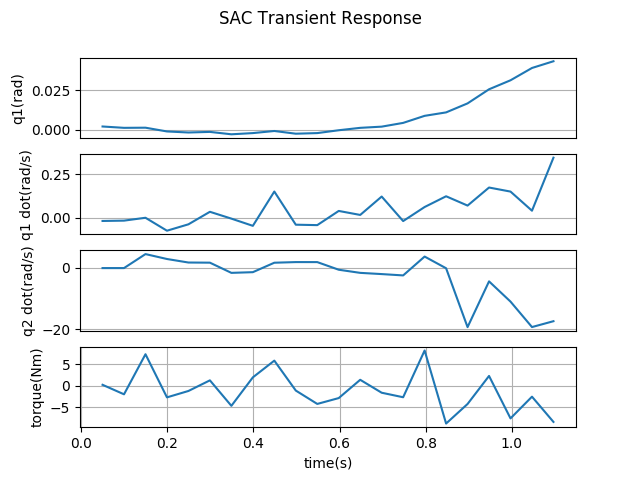 SAC Transient Response
q1(rad)
0.025
0.000
q1 dot(rad/s)
0.25
0.00
q2 dot(rad/s)
0
−20
torque(Nm)
5
0
−5
0.0 0.2 0.4 0.6 0.8 1.0
time(s)